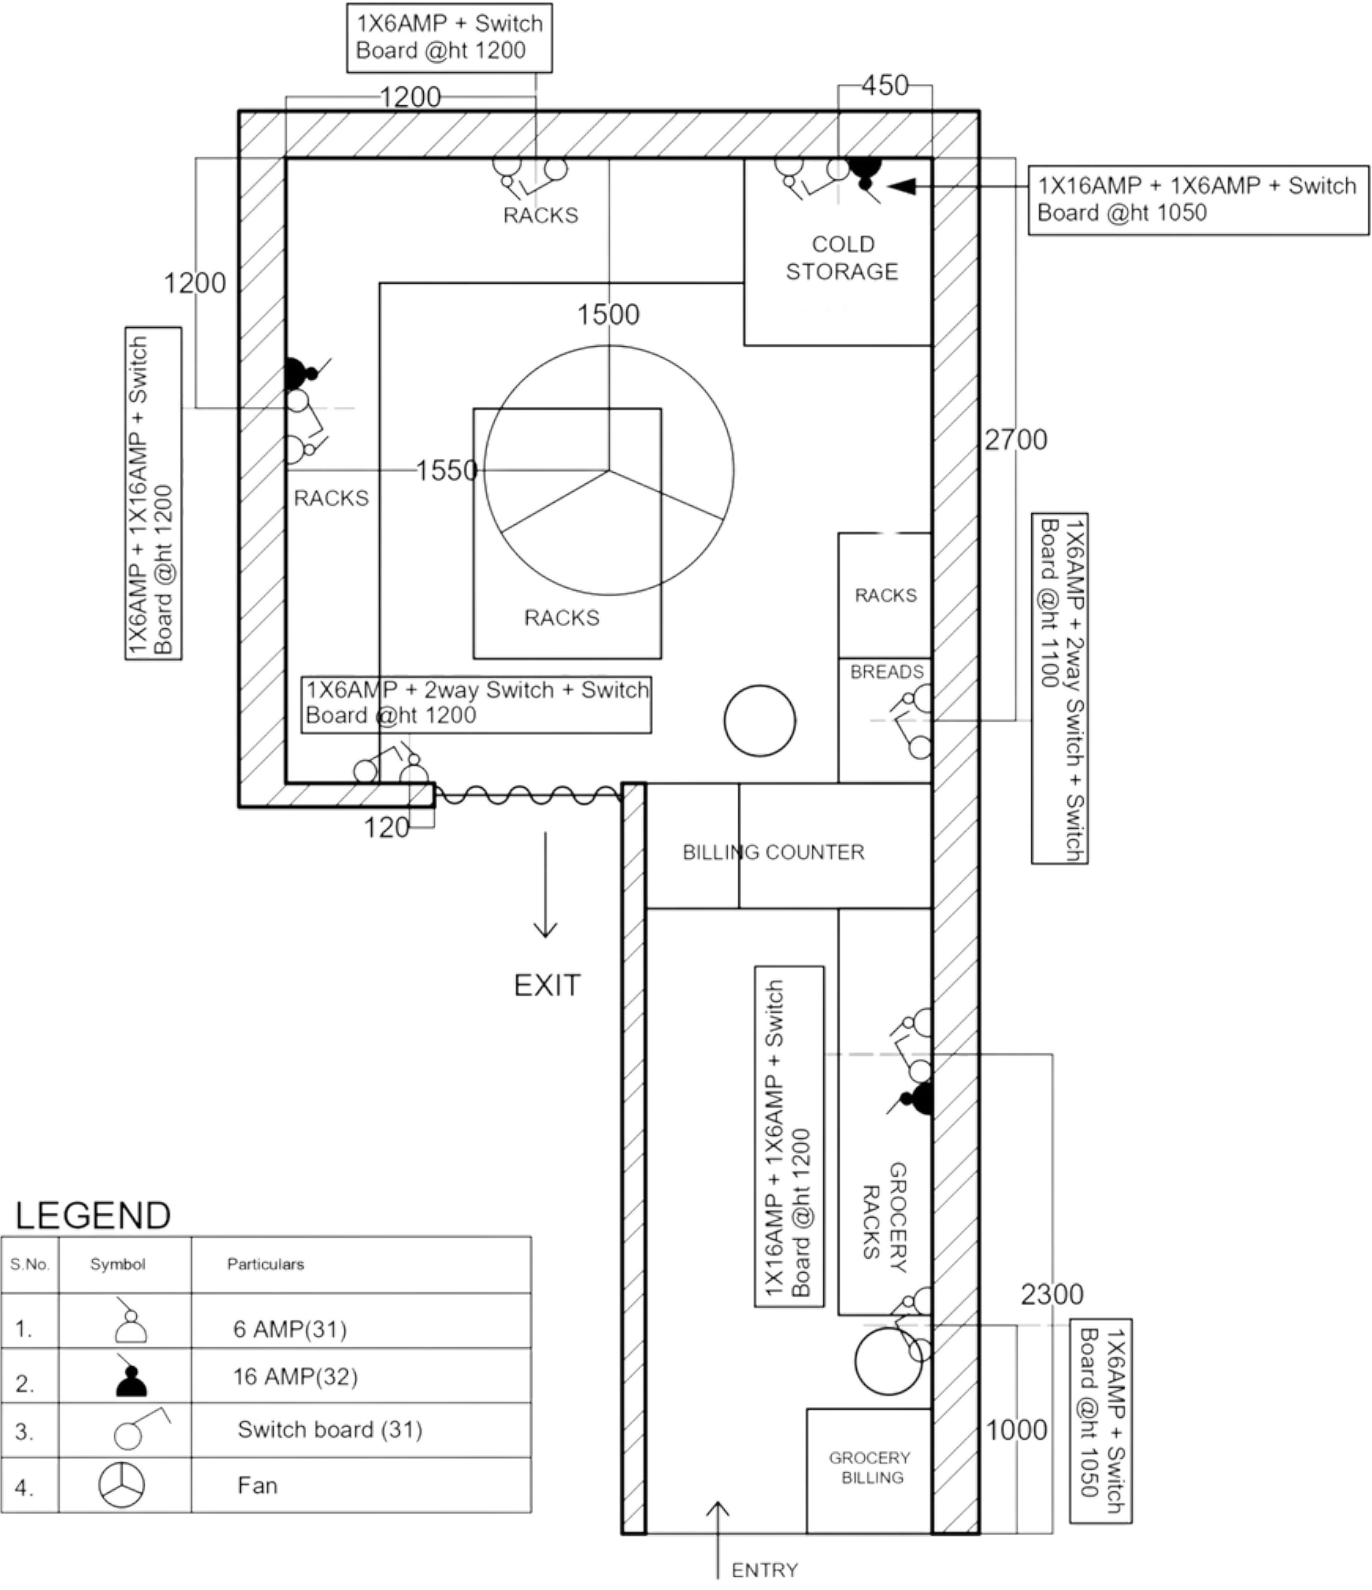 1X6AMP + Switch
Board @ht 1200
1200
450
1X16AMP + 1X6AMP + Switch
Board @ht 1050
RACKS
COLD
STORAGE
1200
1500
1X6AMP + 1X16AMP + Switch
Board @ht 1200
2700
1550
RACKS
1X6AMP + 2way Switch + Switch
Board @ht 1100
RACKS
RACKS
BREADS
1X6AMP + 2way Switch + Switch
Board @ht 1200
120
BILLING COUNTER
EXIT
1X16AMP + 1X6AMP + Switch
Board @ht 1200
GROCERY
RACKS
2300
1X6AMP + Switch
Board @ht 1050
1000
GROCERY
BILLING
ENTRY
LEGEND
S.No. Symbol Particulars
1. 6 AMP(31)
2. 16 AMP(32)
3. Switch board (31)
4. Fan